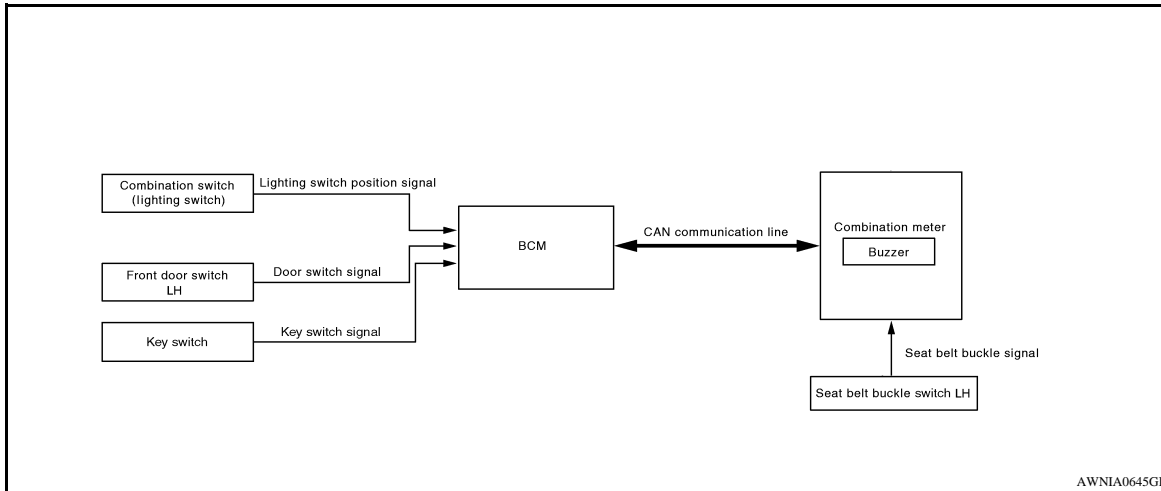 Combination switch
(lighting switch)
Lighting switch position signal
Front door switch
LH
Door switch signal
Key switch
Key switch signal
BCM
CAN communication line
Combination meter
Buzzer
Seat belt buckle signal
Seat belt buckle switch LH